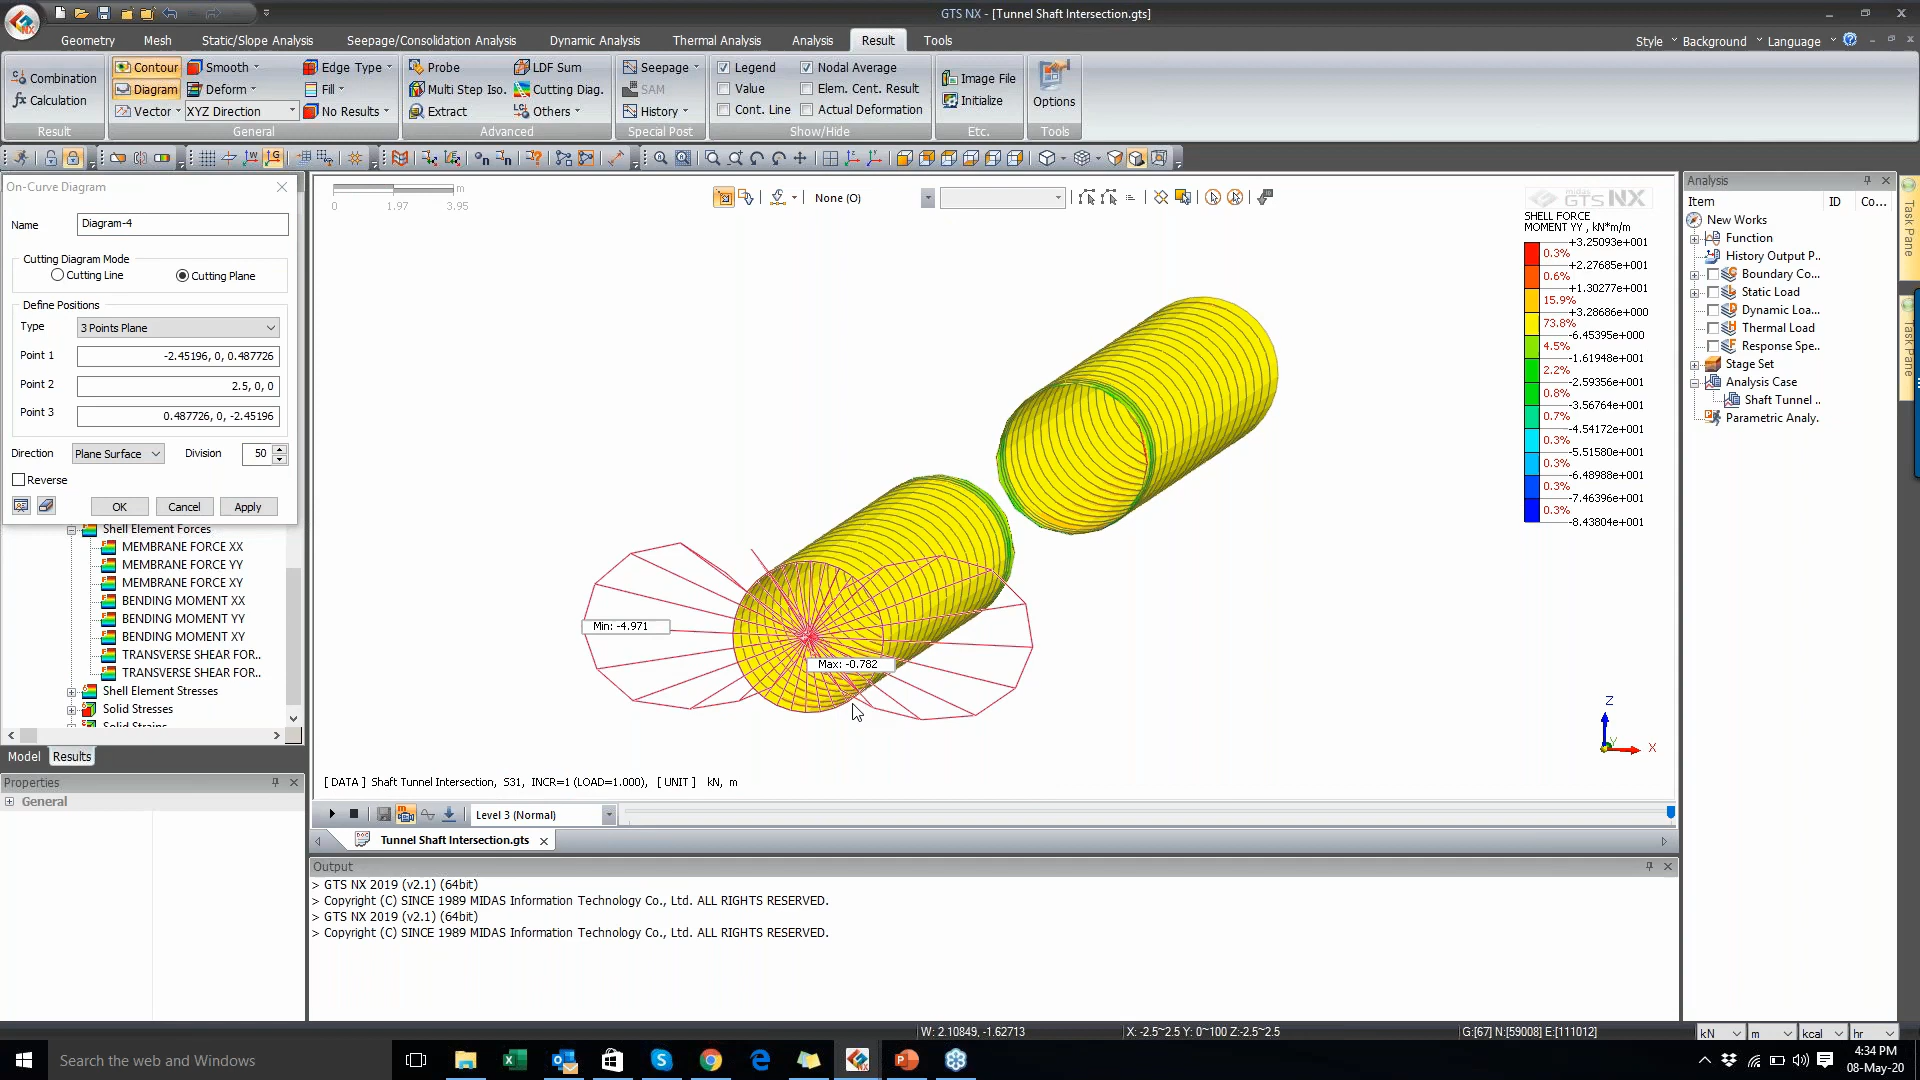 GTS NX - [Tunnel Shaft Intersection.gts]
Geometry Mesh Static/Slope Analysis Seepage/Consolidation Analysis Dynamic Analysis Thermal Analysis Analysis Result Tools
Style Background Language
Combination
Calculation
Result
Contour Smooth Edge Type
Diagram Deform Fill
Vector XYZ Direction No Results
General
Probe LDF Sum
Multi Step Iso. Cutting Diag.
Extract Others
Advanced
Seepage
SAM
History
Special Post
Legend Nodal Average
Value Elem. Cent. Result
Cont. Line Actual Deformation
Show/Hide
Image File
Initialize
Etc.
Options
Tools
On-Curve Diagram
Name Diagram-4
Cutting Diagram Mode
Cutting Line Cutting Plane
Define Positions
Type 3 Points Plane
Point 1 -2.45196, 0, 0.487726
Point 2 2.5, 0, 0
Point 3 0.487726, 0, -2.45196
Direction Plane Surface Division 50
Reverse
OK Cancel Apply
Shell Element Forces
MEMBRANE FORCE XX
MEMBRANE FORCE YY
MEMBRANE FORCE XY
BENDING MOMENT XX
BENDING MOMENT YY
BENDING MOMENT XY
TRANSVERSE SHEAR FOR..
TRANSVERSE SHEAR FOR..
Shell Element Stresses
Solid Stresses
Solid Strains
Model Results
Properties
General
m
0 1.97 3.95
None (O)
midas
GTS NX
SHELL FORCE
MOMENT YY , kN*m/m
+3.25093e+001
0.3%
+2.27685e+001
0.6%
+1.30277e+001
15.9%
+3.28686e+000
73.8%
-6.45395e+000
4.5%
-1.61948e+001
2.2%
-2.59356e+001
0.8%
-3.56764e+001
0.7%
-4.54172e+001
0.3%
-5.51580e+001
0.3%
-6.48988e+001
0.3%
-7.46396e+001
0.3%
-8.43804e+001
Min: -4.971
Max: -0.782
Z
Y
X
[ DATA ] Shaft Tunnel Intersection, S31, INCR=1 (LOAD=1.000), [ UNIT ] kN, m
Level 3 (Normal)
Tunnel Shaft Intersection.gts
Output
> GTS NX 2019 (v2.1) (64bit)
> Copyright (C) SINCE 1989 MIDAS Information Technology Co., Ltd. ALL RIGHTS RESERVED.
> GTS NX 2019 (v2.1) (64bit)
> Copyright (C) SINCE 1989 MIDAS Information Technology Co., Ltd. ALL RIGHTS RESERVED.
Analysis
Item ID Co...
New Works
Function
History Output P..
Boundary Co...
Static Load
Dynamic Loa...
Thermal Load
Response Spe..
Stage Set
Analysis Case
Shaft Tunnel ..
Parametric Analy.
Task Pane
Task Pane
W: 2.10849, -1.62713 X: -2.5~2.5 Y: 0~100 Z:-2.5~2.5 G:[67] N:[59008] E:[111012]
kN m kcal hr
Search the web and Windows
4:34 PM
08-May-20